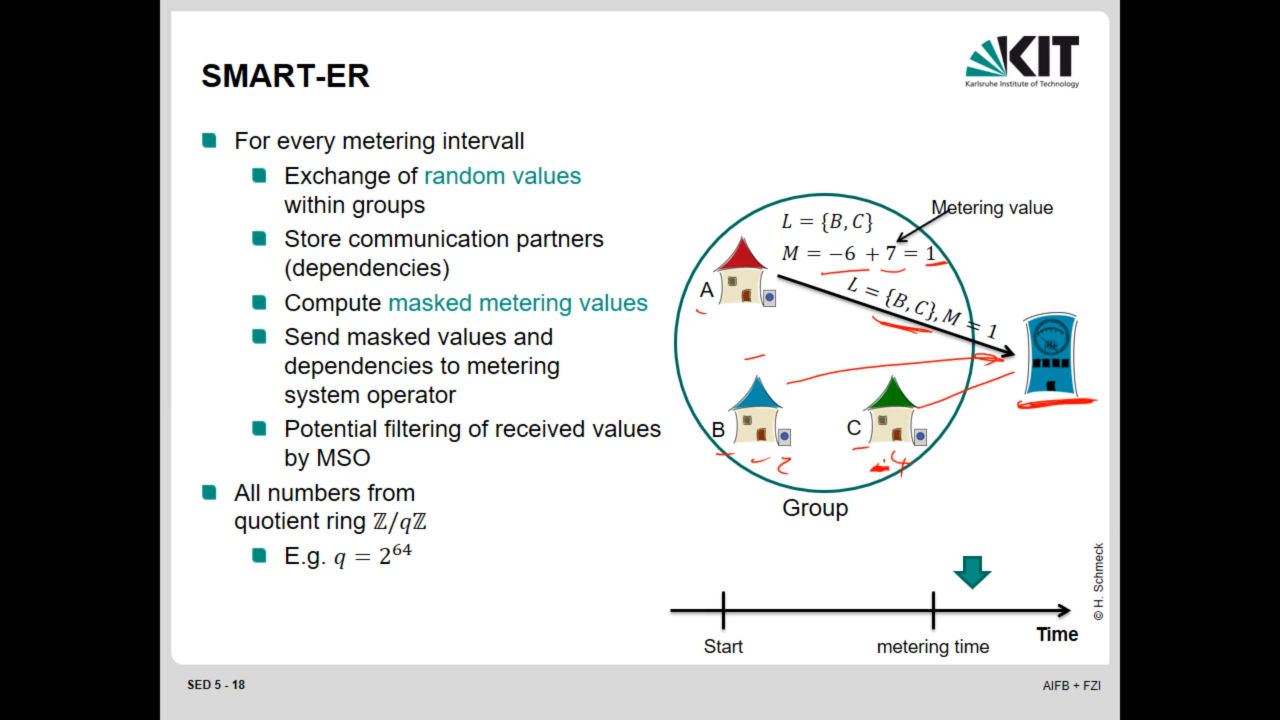 SMART-ER
KIT
Karlsruhe Institute of Technology
For every metering intervall
Exchange of random values
within groups
Store communication partners
(dependencies)
Compute masked metering values
Send masked values and
dependencies to metering
system operator
Potential filtering of received values
by MSO
All numbers from
quotient ring ℤ/qℤ
E.g. q = 2^64
Metering value
L = {B, C}
M = −6 + 7 = 1
A
L = {B, C}, M = 1
B
C
2
4
Group
Start
metering time
Time
© H. Schmeck
SED 5 - 18
AIFB + FZI